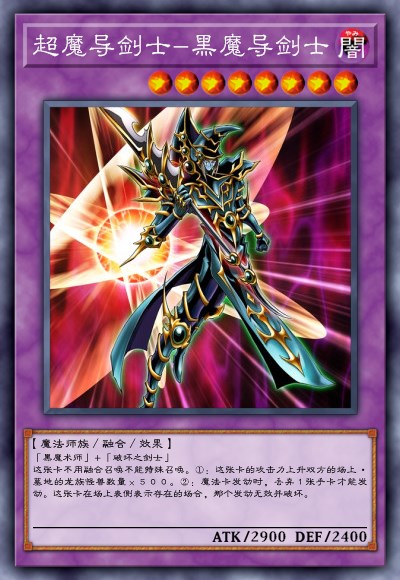 超魔导剑士-黑魔导剑士
やみ
闇
【魔法师族/融合/效果】
「黑魔术师」+「破坏之剑士」
这张卡不用融合召唤不能特殊召唤。①：这张卡的攻击力上升双方的场上·
墓地的龙族怪兽数量×５００。②：魔法卡发动时，丢弃１张手卡才能发
动。这张卡在场上表侧表示存在的场合，那个发动无效并破坏。
ATK/2900 DEF/2400